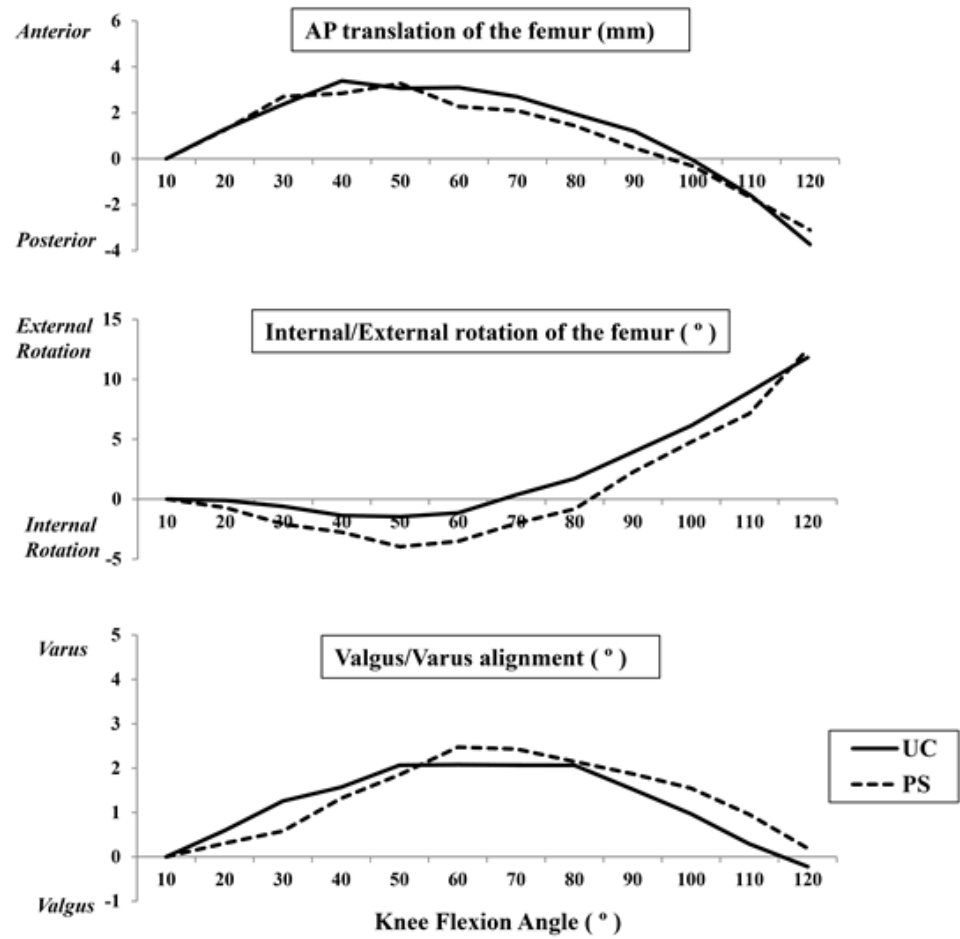 AP translation of the femur (mm)
Anterior
6
4
2
0
-2
-4
Posterior
10 20 30 40 50 60 70 80 90 100 110 120
Internal/External rotation of the femur ( º )
External
Rotation
15
10
5
0
-5
Internal
Rotation
10 20 30 40 50 60 70 80 90 100 110 120
Valgus/Varus alignment ( º )
Varus
5
4
3
2
1
0
-1
Valgus
10 20 30 40 50 60 70 80 90 100 110 120
Knee Flexion Angle ( º )
UC
PS